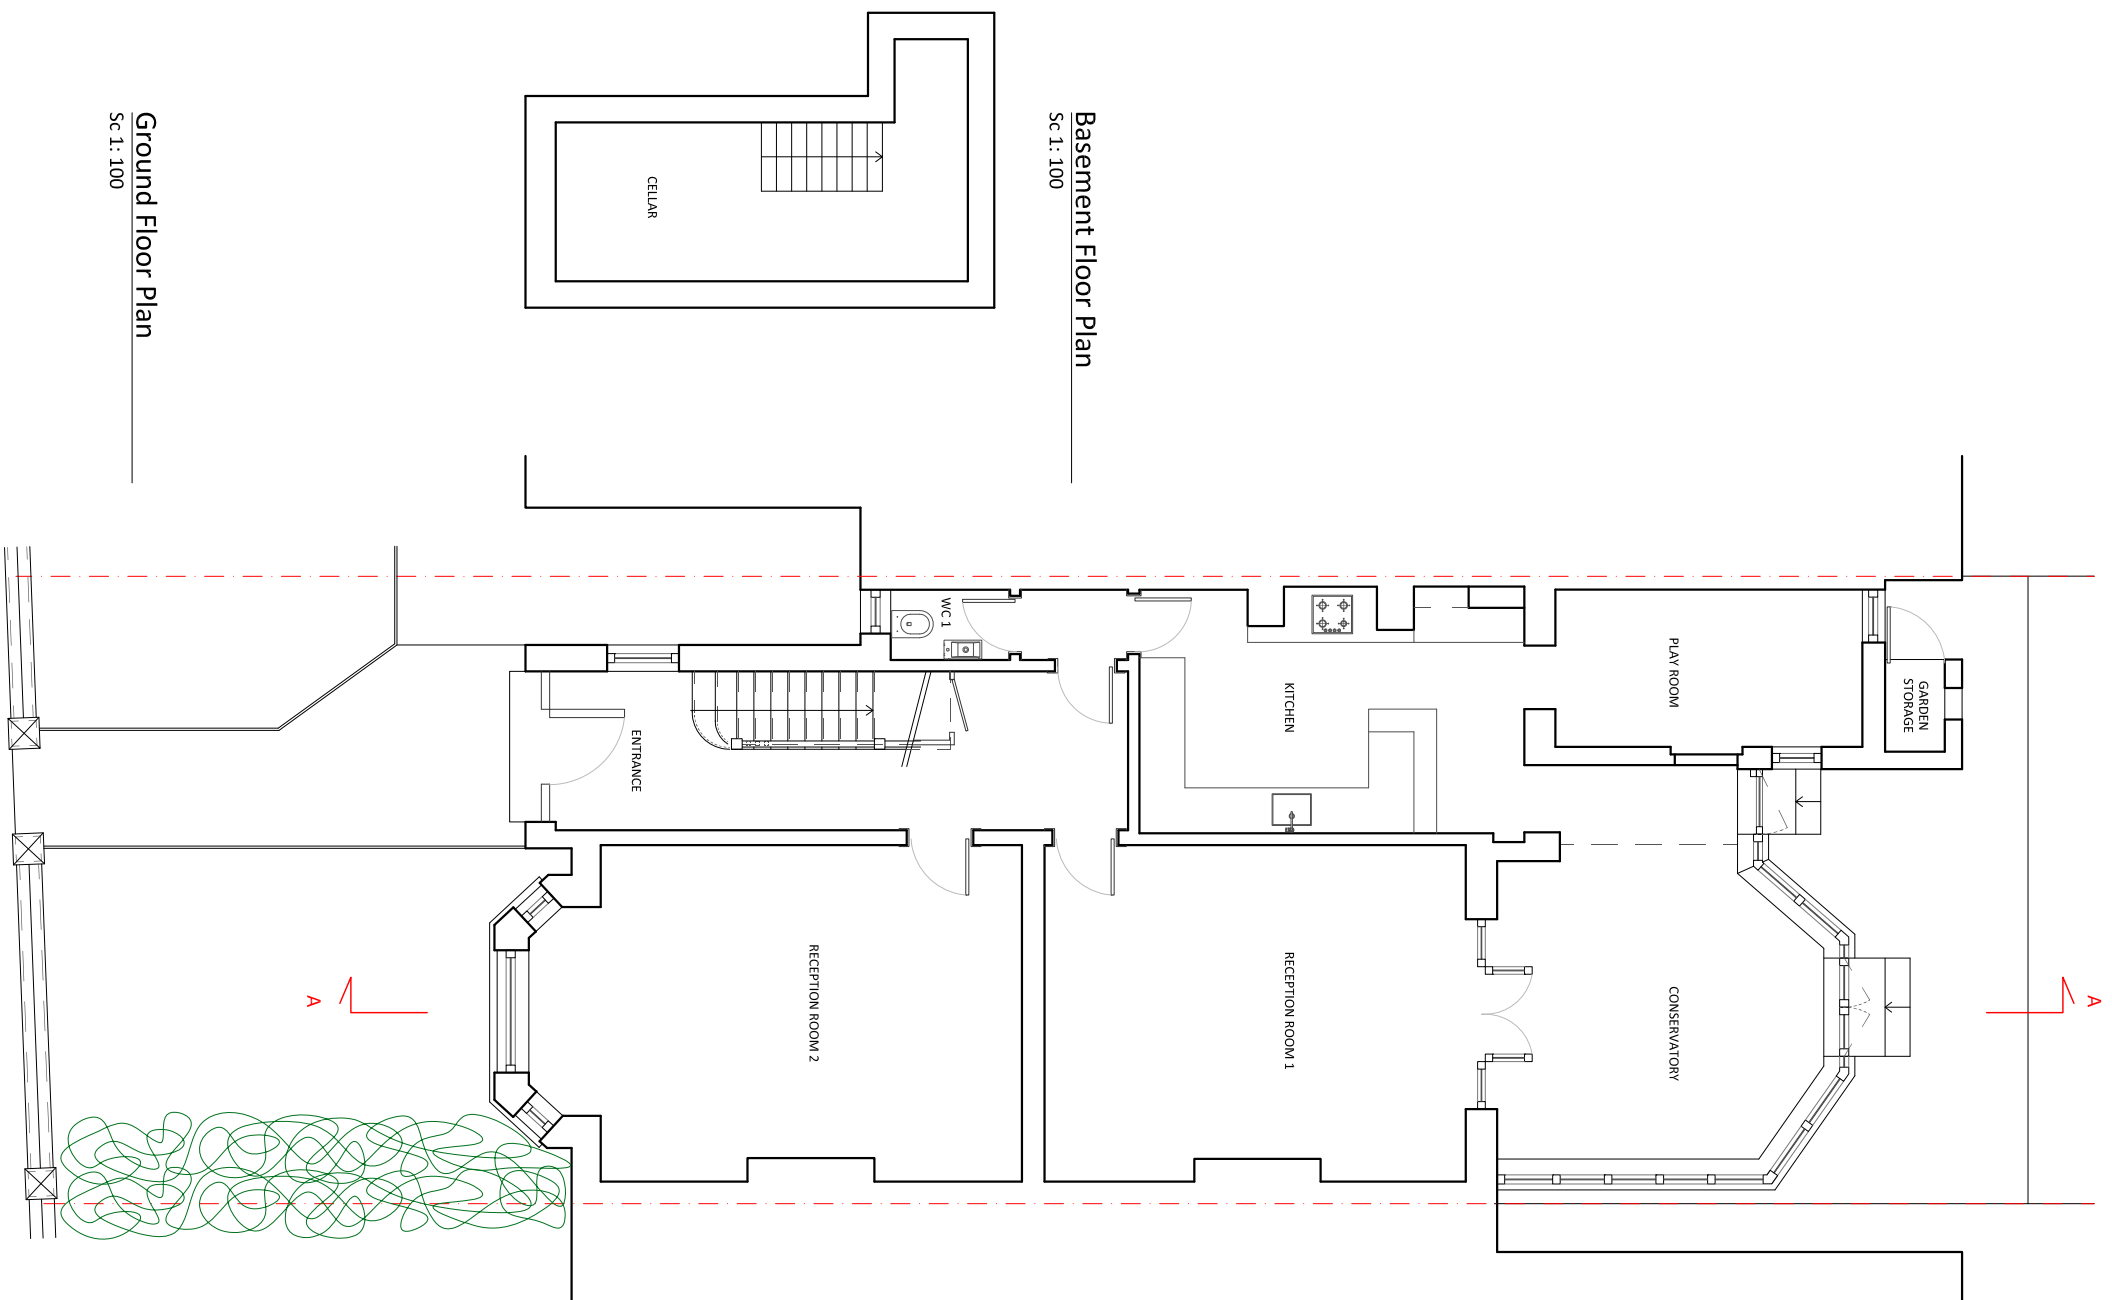 Basement Floor Plan
Sc 1: 100
CELLAR
Ground Floor Plan
Sc 1: 100
GARDEN
STORAGE
PLAY ROOM
KITCHEN
WC 1
ENTRANCE
CONSERVATORY
RECEPTION ROOM 1
RECEPTION ROOM 2
A
A